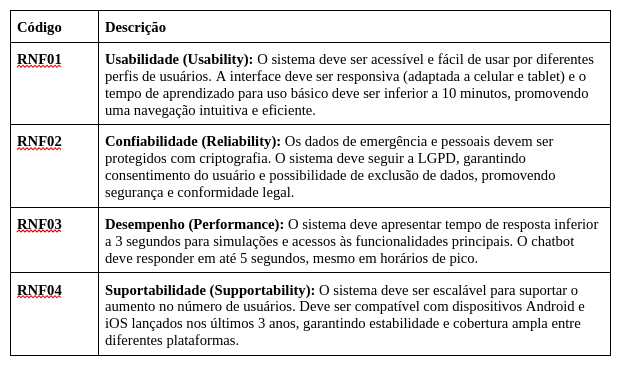 Código Descrição
RNF01 Usabilidade (Usability): O sistema deve ser acessível e fácil de usar por diferentes
perfis de usuários. A interface deve ser responsiva (adaptada a celular e tablet) e o
tempo de aprendizado para uso básico deve ser inferior a 10 minutos, promovendo
uma navegação intuitiva e eficiente.
RNF02 Confiabilidade (Reliability): Os dados de emergência e pessoais devem ser
protegidos com criptografia. O sistema deve seguir a LGPD, garantindo
consentimento do usuário e possibilidade de exclusão de dados, promovendo
segurança e conformidade legal.
RNF03 Desempenho (Performance): O sistema deve apresentar tempo de resposta inferior
a 3 segundos para simulações e acessos às funcionalidades principais. O chatbot
deve responder em até 5 segundos, mesmo em horários de pico.
RNF04 Suportabilidade (Supportability): O sistema deve ser escalável para suportar o
aumento no número de usuários. Deve ser compatível com dispositivos Android e
iOS lançados nos últimos 3 anos, garantindo estabilidade e cobertura ampla entre
diferentes plataformas.